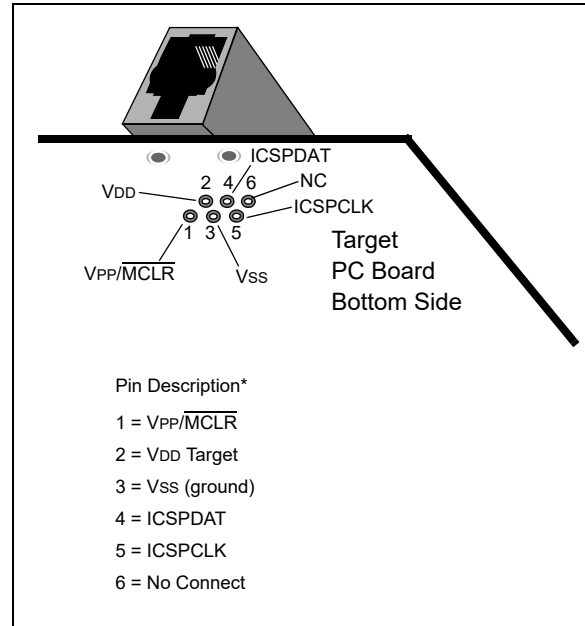 ICSPDAT
VDD
2 4 6
NC
1 3 5
ICSPCLK
VPP/MCLR
VSS
Target
PC Board
Bottom Side
Pin Description*
1 = VPP/MCLR
2 = VDD Target
3 = VSS (ground)
4 = ICSPDAT
5 = ICSPCLK
6 = No Connect